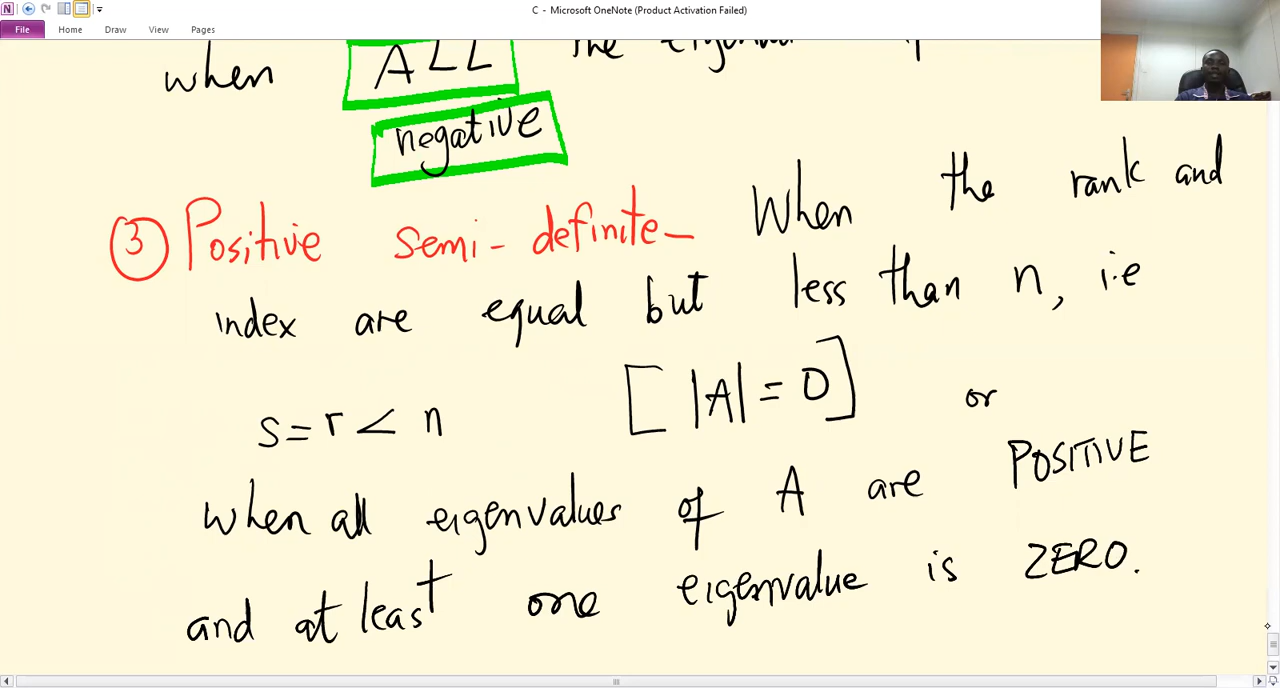 C - Microsoft OneNote (Product Activation Failed)
File Home Draw View Pages
when ALL the
negative
3 Positive semi-definite- When the rank and
index are equal but less than n, i.e
s = r < n [ |A| = 0 ] or
when all eigenvalues of A are POSITIVE
and at least one eigenvalue is ZERO.